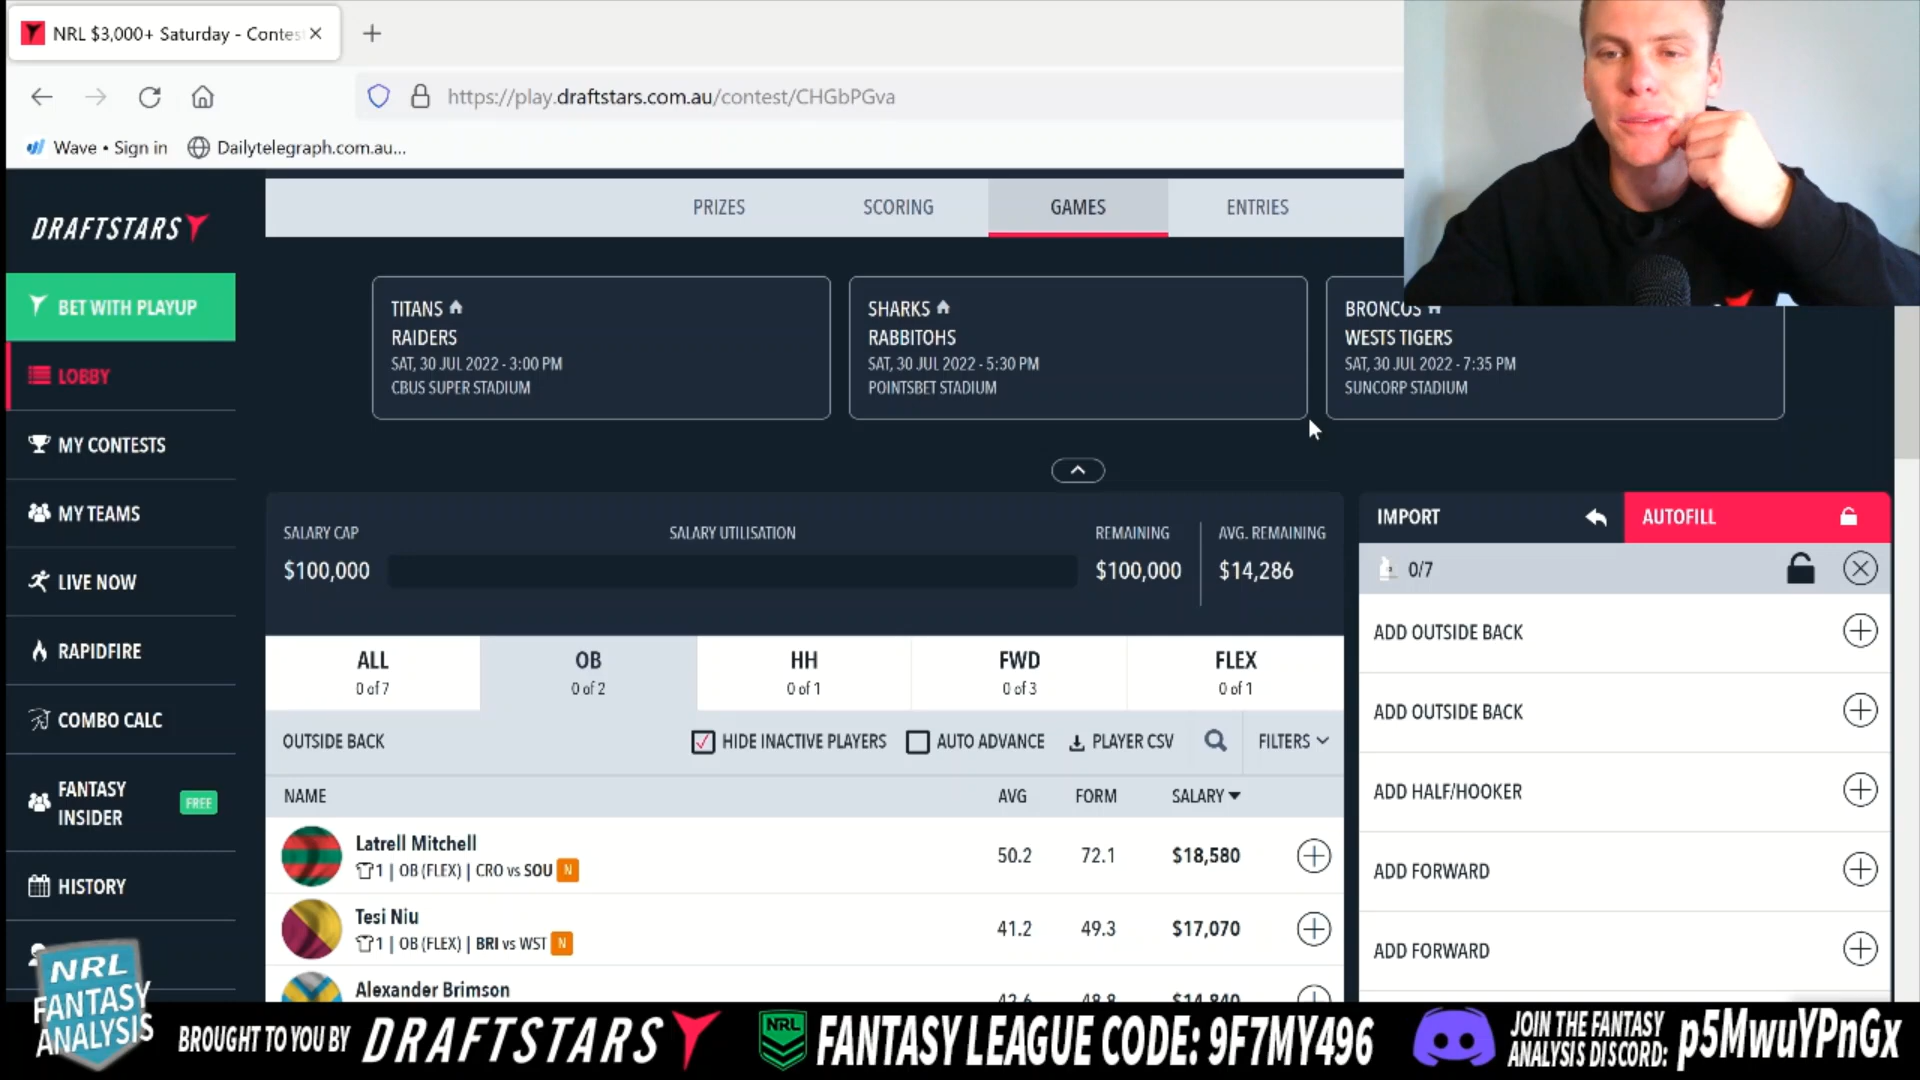 NRL $3,000+ Saturday - Contes
https://play.draftstars.com.au/contest/CHGbPGva
Wave • Sign in
Dailytelegraph.com.au...
DRAFTSTARS
BET WITH PLAYUP
LOBBY
MY CONTESTS
MY TEAMS
LIVE NOW
RAPIDFIRE
COMBO CALC
FANTASY
INSIDER
FREE
HISTORY
PRIZES
SCORING
GAMES
ENTRIES
TITANS
RAIDERS
SAT, 30 JUL 2022 - 3:00 PM
CBUS SUPER STADIUM
SHARKS
RABBITOHS
SAT, 30 JUL 2022 - 5:30 PM
POINTSBET STADIUM
BRONCOS
WESTS TIGERS
SAT, 30 JUL 2022 - 7:35 PM
SUNCORP STADIUM
SALARY CAP
$100,000
SALARY UTILISATION
REMAINING
$100,000
AVG. REMAINING
$14,286
ALL
0 of 7
OB
0 of 2
HH
0 of 1
FWD
0 of 3
FLEX
0 of 1
OUTSIDE BACK
HIDE INACTIVE PLAYERS
AUTO ADVANCE
PLAYER CSV
FILTERS
NAME AVG FORM SALARY
Latrell Mitchell
1 | OB (FLEX) | CRO vs SOU N
50.2 72.1 $18,580
Tesi Niu
1 | OB (FLEX) | BRI vs WST N
41.2 49.3 $17,070
Alexander Brimson
42.6 48.8 $14,840
IMPORT
AUTOFILL
0/7
ADD OUTSIDE BACK
ADD OUTSIDE BACK
ADD HALF/HOOKER
ADD FORWARD
ADD FORWARD
NRL
FANTASY
ANALYSIS
BROUGHT TO YOU BY DRAFTSTARS
NRL
FANTASY LEAGUE CODE: 9F7MY496
JOIN THE FANTASY
ANALYSIS DISCORD:
p5MwuYPnGx